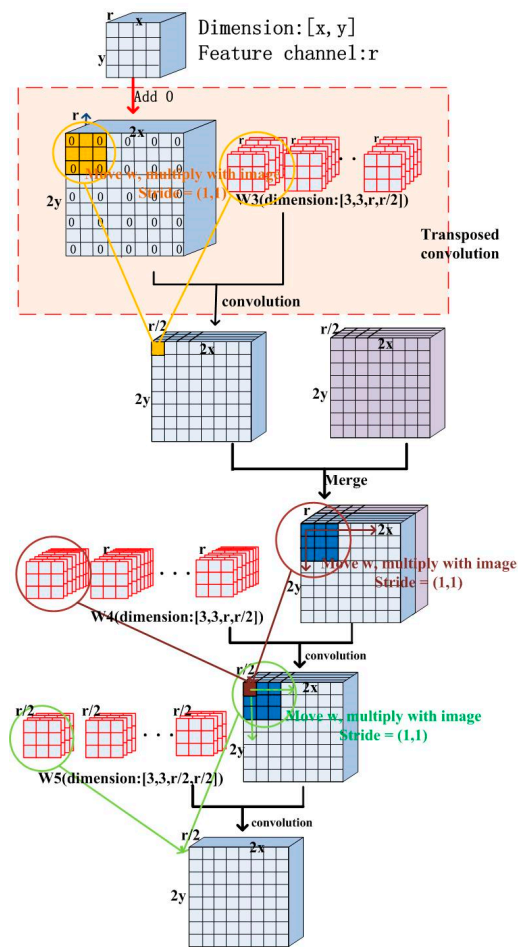 r
x
y
Dimension:[x,y]
Feature channel:r
Add 0
r
2x
2y
0 0 0 0 0 0
0 0 0 0 0 0
0 0 0 0 0 0
0 0 0 0 0 0
0 0 0 0 0 0
r r r
Move w, multiply with image
Stride = (1,1)
W3(dimension:[3,3,r,r/2])
Transposed
convolution
convolution
r/2
2x
2y
r/2
2x
2y
Merge
r
2x
2y
Move w, multiply with image
Stride = (1,1)
r r r
W4(dimension:[3,3,r,r/2])
convolution
r/2
2x
2y
Move w, multiply with image
Stride = (1,1)
r/2 r/2 r/2
W5(dimension:[3,3,r/2,r/2])
convolution
r/2
2x
2y